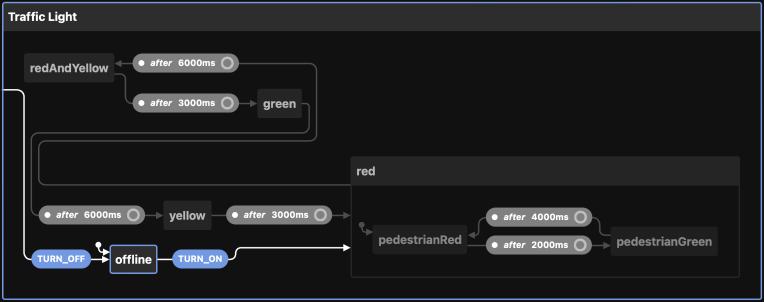 Traffic Light
after 6000ms
redAndYellow
after 3000ms
green
red
after 6000ms
yellow
after 3000ms
after 4000ms
pedestrianRed
pedestrianGreen
after 2000ms
TURN_OFF
offline
TURN_ON